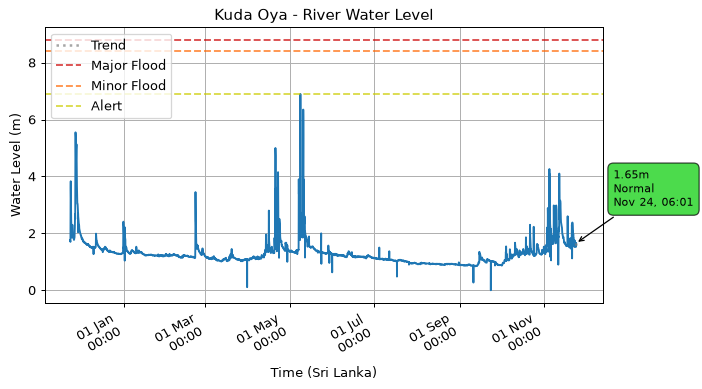 Kuda Oya - River Water Level
Trend
Major Flood
Minor Flood
Alert
Water Level (m)
8
6
4
2
0
1.65m
Normal
Nov 24, 06:01
01 Jan
00:00
01 Mar
00:00
01 May
00:00
01 Jul
00:00
01 Sep
00:00
01 Nov
00:00
Time (Sri Lanka)